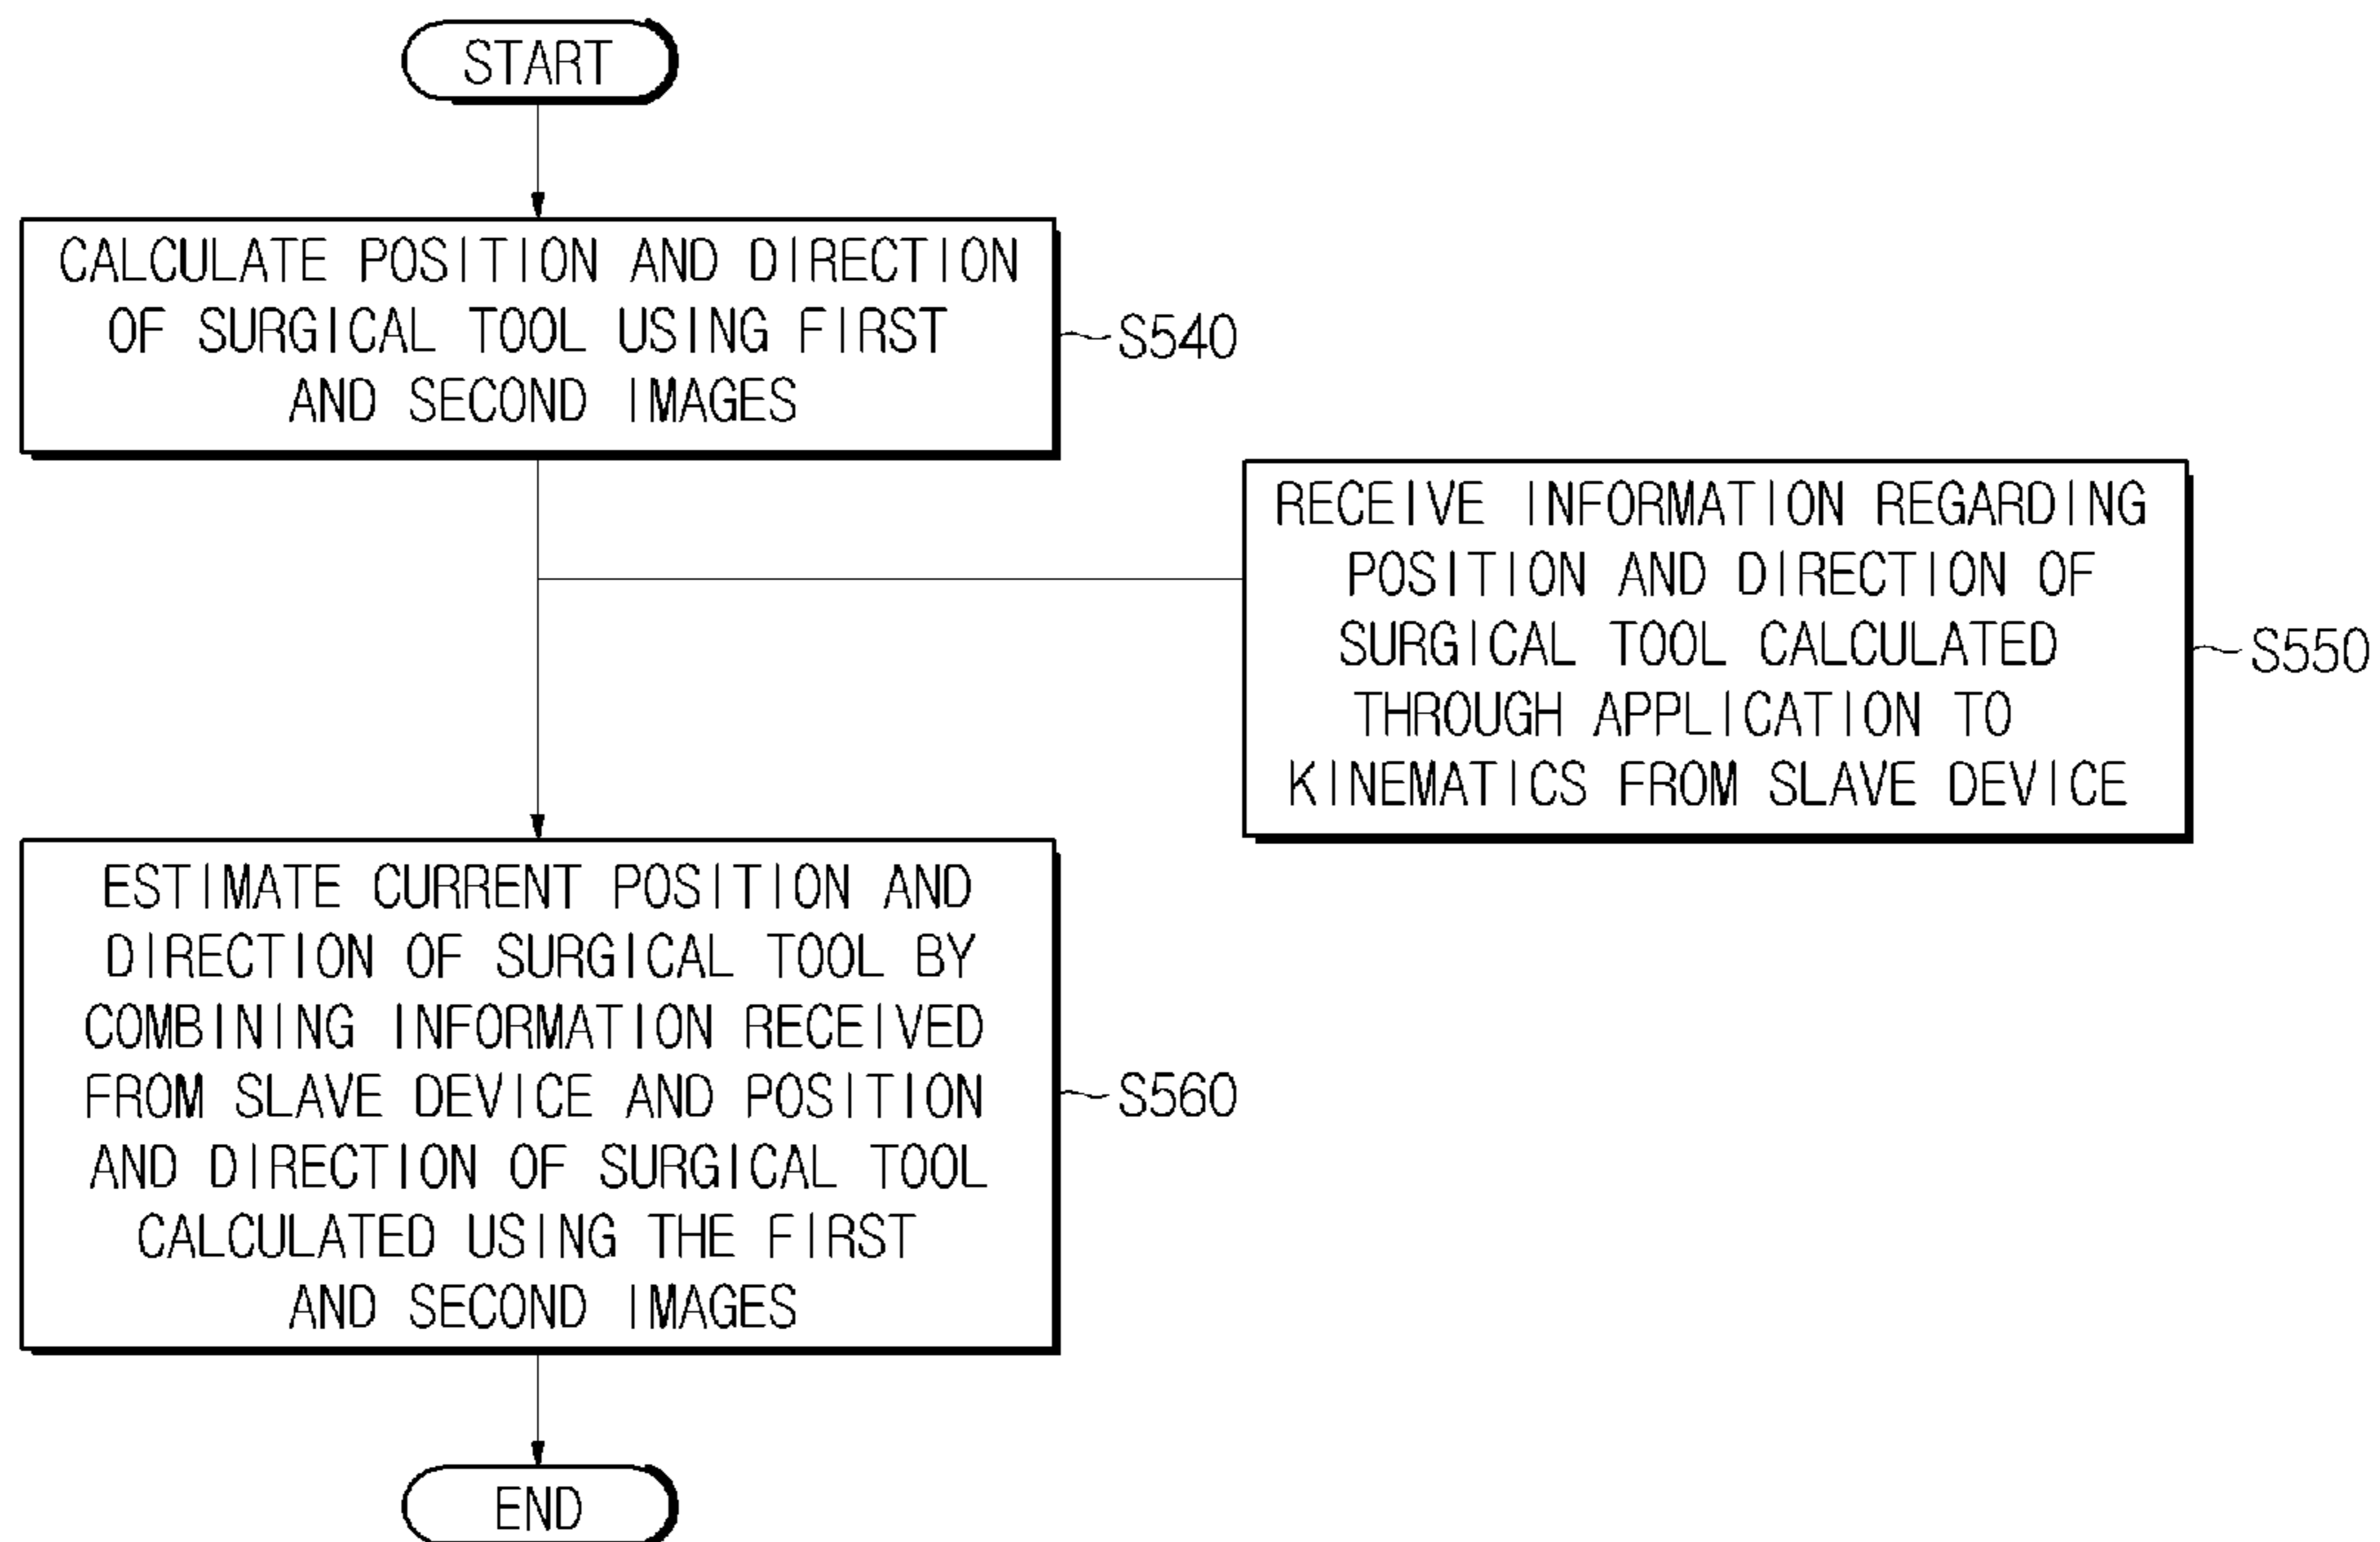 START
CALCULATE POSITION AND DIRECTION
OF SURGICAL TOOL USING FIRST
AND SECOND IMAGES
S540
RECEIVE INFORMATION REGARDING
POSITION AND DIRECTION OF
SURGICAL TOOL CALCULATED
THROUGH APPLICATION TO
KINEMATICS FROM SLAVE DEVICE
S550
ESTIMATE CURRENT POSITION AND
DIRECTION OF SURGICAL TOOL BY
COMBINING INFORMATION RECEIVED
FROM SLAVE DEVICE AND POSITION
AND DIRECTION OF SURGICAL TOOL
CALCULATED USING THE FIRST
AND SECOND IMAGES
S560
END